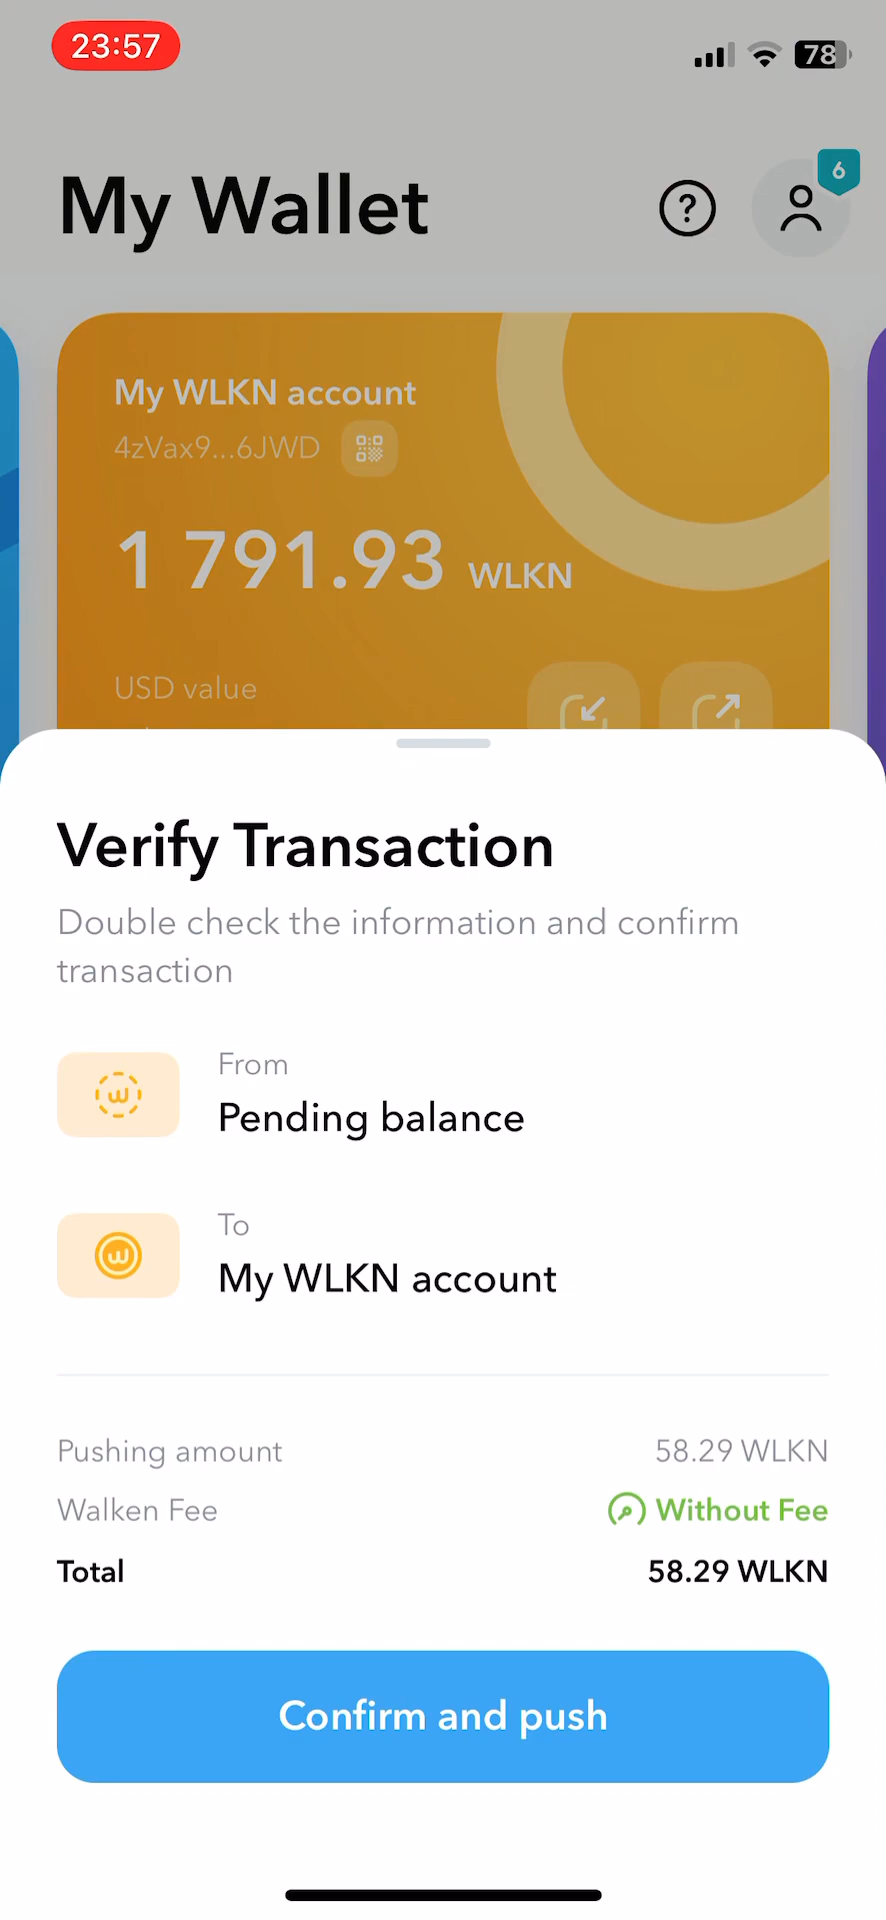 23:57
78
My Wallet
?
6
My WLKN account
4zVax9...6JWD
1 791.93 WLKN
USD value
Verify Transaction
Double check the information and confirm
transaction
From
Pending balance
To
My WLKN account
Pushing amount 58.29 WLKN
Walken Fee Without Fee
Total 58.29 WLKN
Confirm and push